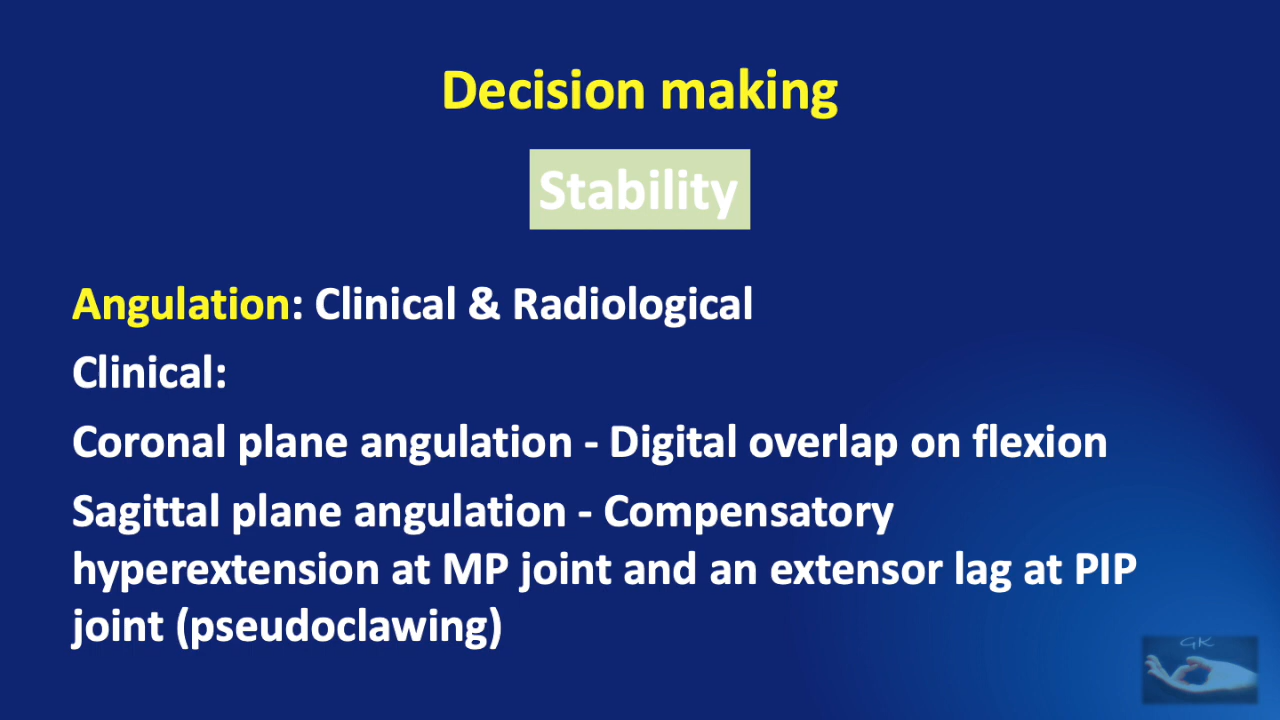 Decision making
Stability
Angulation: Clinical & Radiological
Clinical:
Coronal plane angulation - Digital overlap on flexion
Sagittal plane angulation - Compensatory
hyperextension at MP joint and an extensor lag at PIP
joint (pseudoclawing)
GK